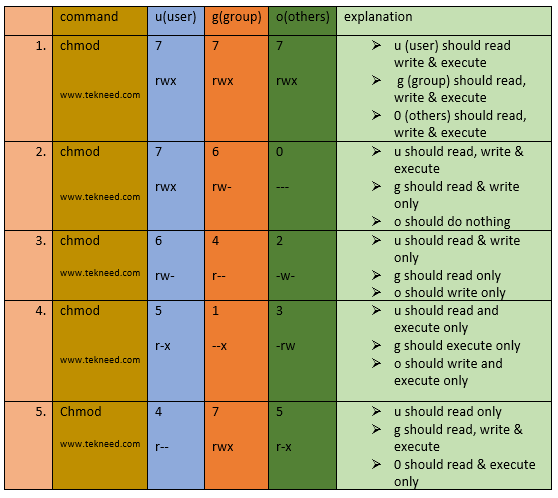 command u(user) g(group) o(others) explanation
1. chmod 7 7 7
www.tekneed.com rwx rwx rwx
➢ u (user) should read
write & execute
➢ g (group) should read,
write & execute
➢ 0 (others) should read,
write & execute
2. chmod 7 6 0
www.tekneed.com rwx rw- ---
➢ u should read, write &
execute
➢ g should read & write
only
➢ o should do nothing
3. chmod 6 4 2
www.tekneed.com rw- r-- -w-
➢ u should read & write
only
➢ g should read only
➢ o should write only
4. chmod 5 1 3
www.tekneed.com r-x --x -rw
➢ u should read and
execute only
➢ g should execute only
➢ o should write and
execute only
5. Chmod 4 7 5
www.tekneed.com r-- rwx r-x
➢ u should read only
➢ g should read, write &
execute
➢ 0 should read & execute
only